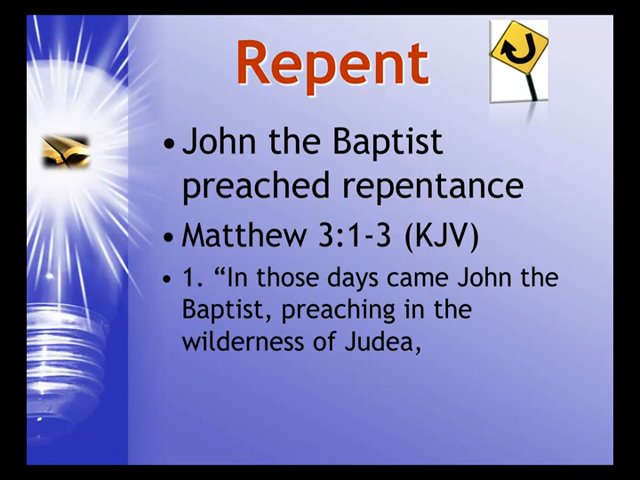 Repent
•John the Baptist
preached repentance
•Matthew 3:1-3 (KJV)
•1. “In those days came John the
Baptist, preaching in the
wilderness of Judea,